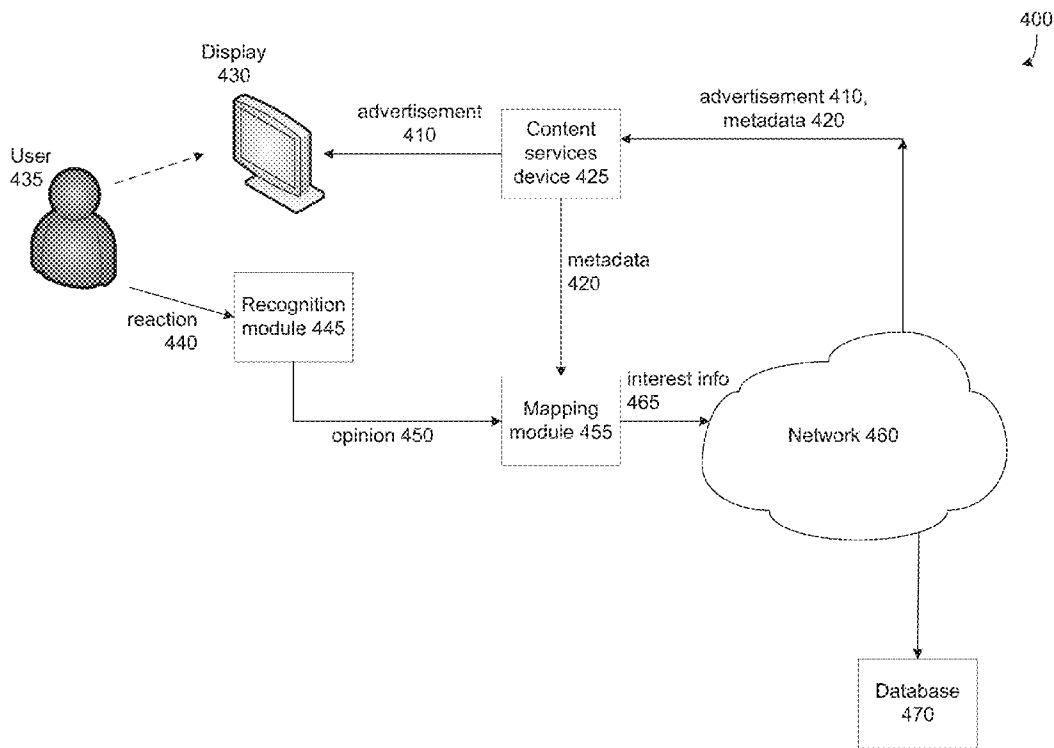 400
Display
430
advertisement
410
advertisement 410,
metadata 420
Content
services
device 425
User
435
metadata
420
Recognition
module 445
reaction
440
interest info
465
Mapping
module 455
opinion 450
Network 460
Database
470